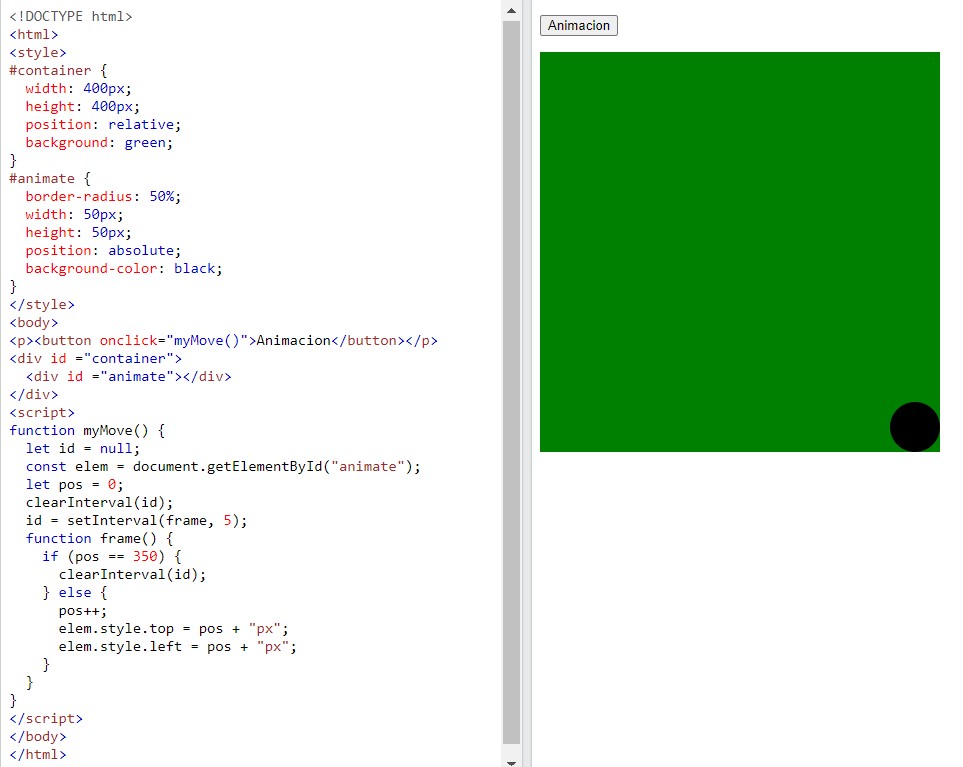 <!DOCTYPE html>
<html>
<style>
#container {
  width: 400px;
  height: 400px;
  position: relative;
  background: green;
}
#animate {
  border-radius: 50%;
  width: 50px;
  height: 50px;
  position: absolute;
  background-color: black;
}
</style>
<body>
<p><button onclick="myMove()">Animacion</button></p>
<div id ="container">
  <div id ="animate"></div>
</div>
<script>
function myMove() {
  let id = null;
  const elem = document.getElementById("animate");
  let pos = 0;
  clearInterval(id);
  id = setInterval(frame, 5);
  function frame() {
    if (pos == 350) {
      clearInterval(id);
    } else {
      pos++;
      elem.style.top = pos + "px";
      elem.style.left = pos + "px";
    }
  }
}
</script>
</body>
</html>
Animacion